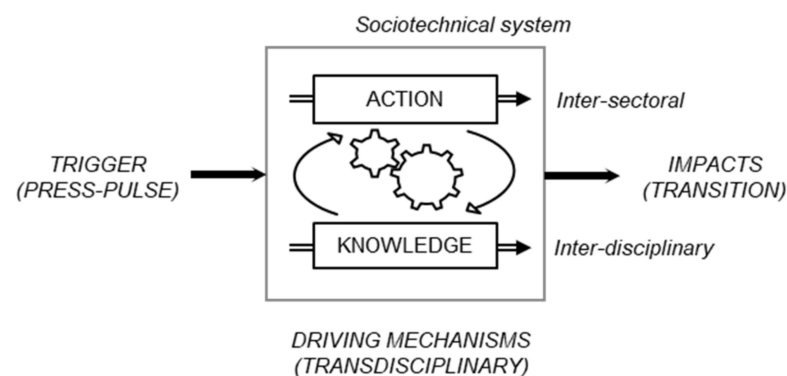 Sociotechnical system
ACTION
Inter-sectoral
TRIGGER
(PRESS-PULSE)
IMPACTS
(TRANSITION)
KNOWLEDGE
Inter-disciplinary
DRIVING MECHANISMS
(TRANSDISCIPLINARY)